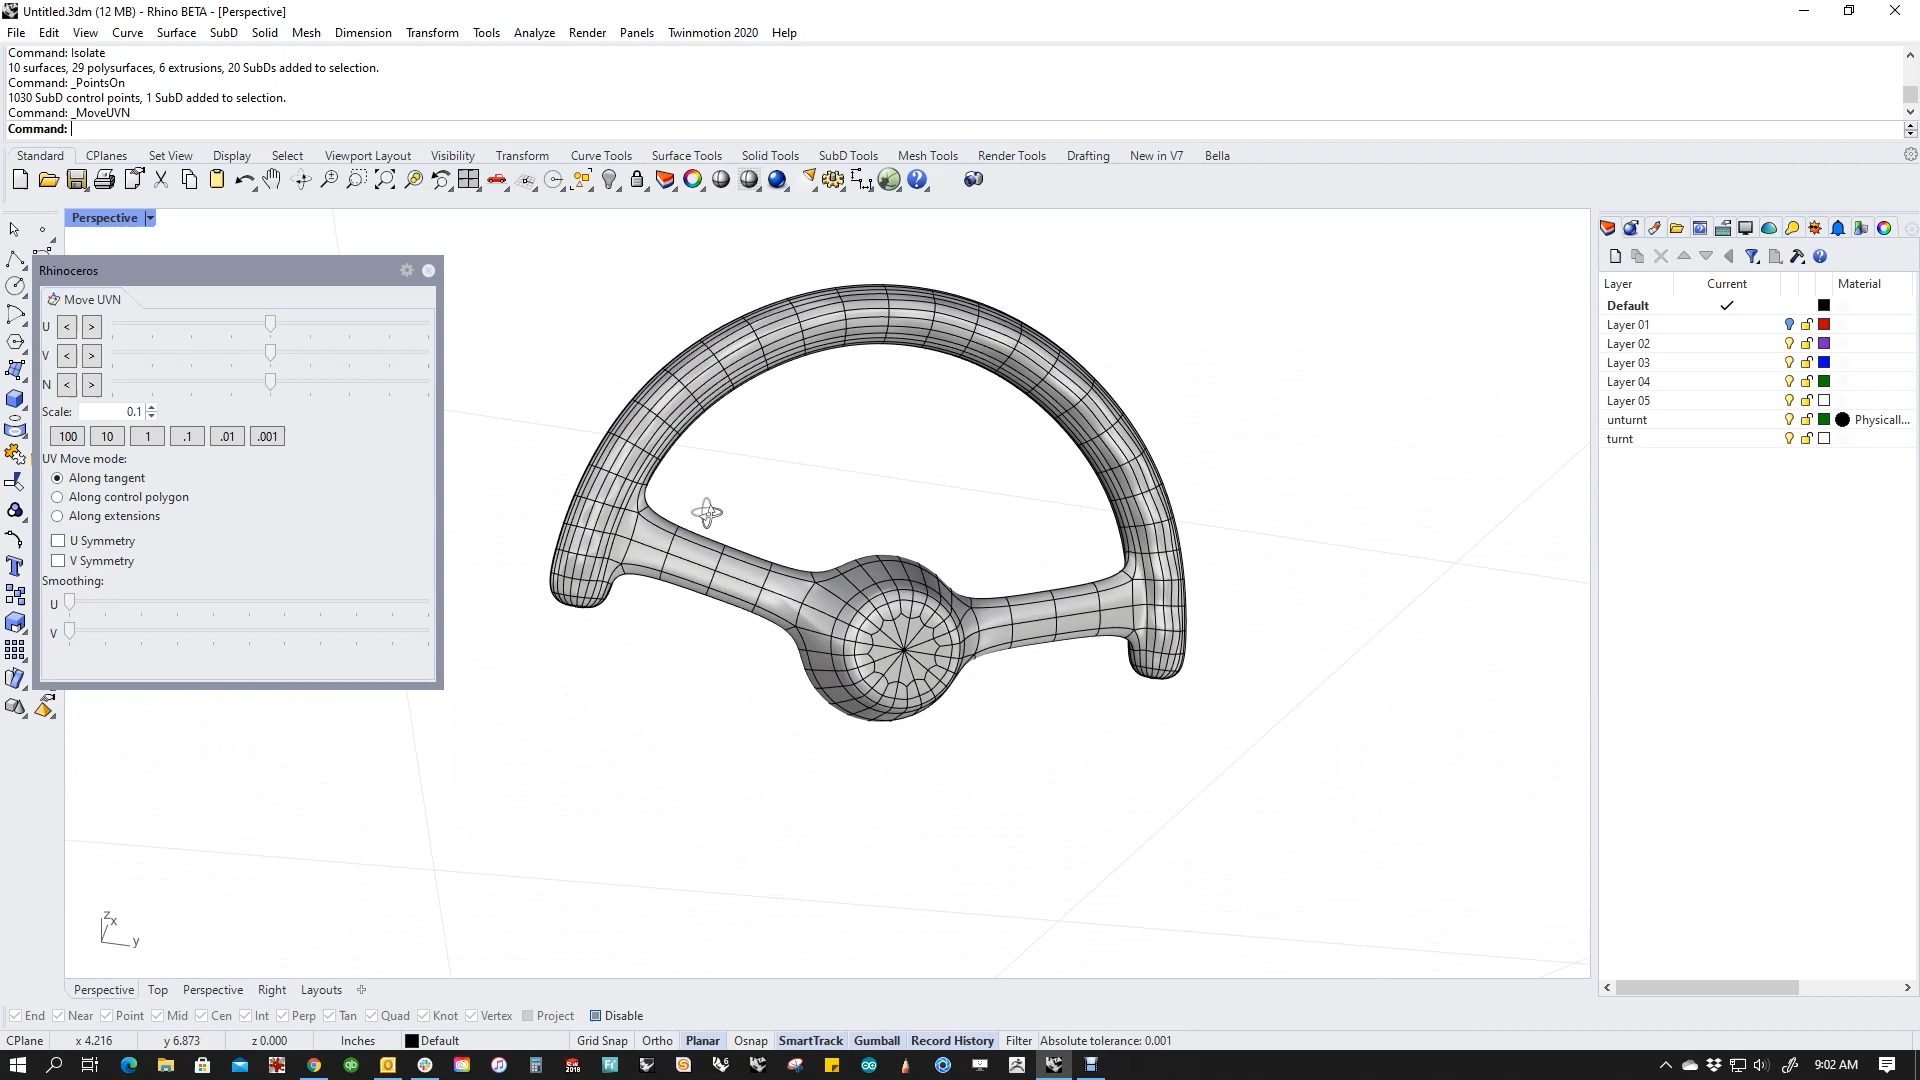 Untitled.3dm (12 MB) - Rhino BETA - [Perspective]
File Edit View Curve Surface SubD Solid Mesh Dimension Transform Tools Analyze Render Panels Twinmotion 2020 Help
Command: Isolate
10 surfaces, 29 polysurfaces, 6 extrusions, 20 SubDs added to selection.
Command: _PointsOn
1030 SubD control points, 1 SubD added to selection.
Command: _MoveUVN
Command:
Standard CPlanes Set View Display Select Viewport Layout Visibility Transform Curve Tools Surface Tools Solid Tools SubD Tools Mesh Tools Render Tools Drafting New in V7 Bella
Perspective
Rhinoceros
Move UVN
U < >
V < >
N < >
Scale: 0.1
100 10 1 .1 .01 .001
UV Move mode:
Along tangent
Along control polygon
Along extensions
U Symmetry
V Symmetry
Smoothing:
U
V
Layer Current Material
Default
Layer 01
Layer 02
Layer 03
Layer 04
Layer 05
unturnt Physicall...
turnt
z x
y
Perspective Top Perspective Right Layouts
End Near Point Mid Cen Int Perp Tan Quad Knot Vertex Project Disable
CPlane x 4.216 y 6.873 z 0.000 Inches Default Grid Snap Ortho Planar Osnap SmartTrack Gumball Record History Filter Absolute tolerance: 0.001
9:02 AM